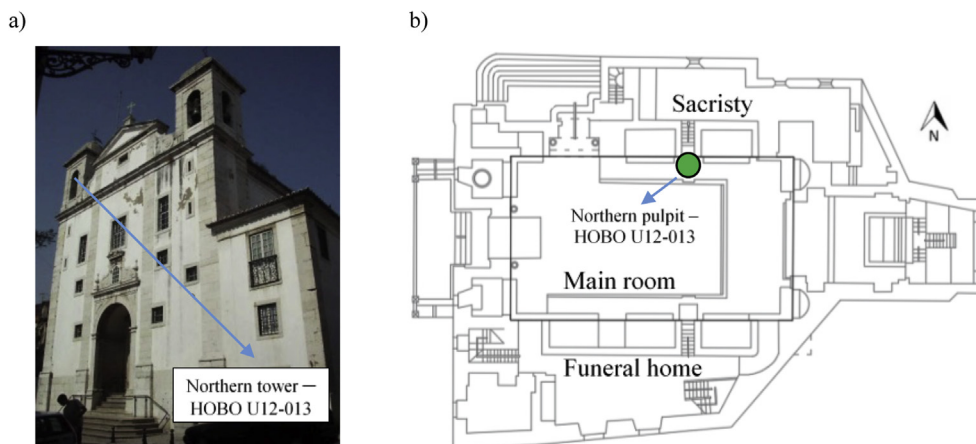 a)
b)
Northern tower –
HOBO U12-013
Sacristy
N
Northern pulpit –
HOBO U12-013
Main room
Funeral home